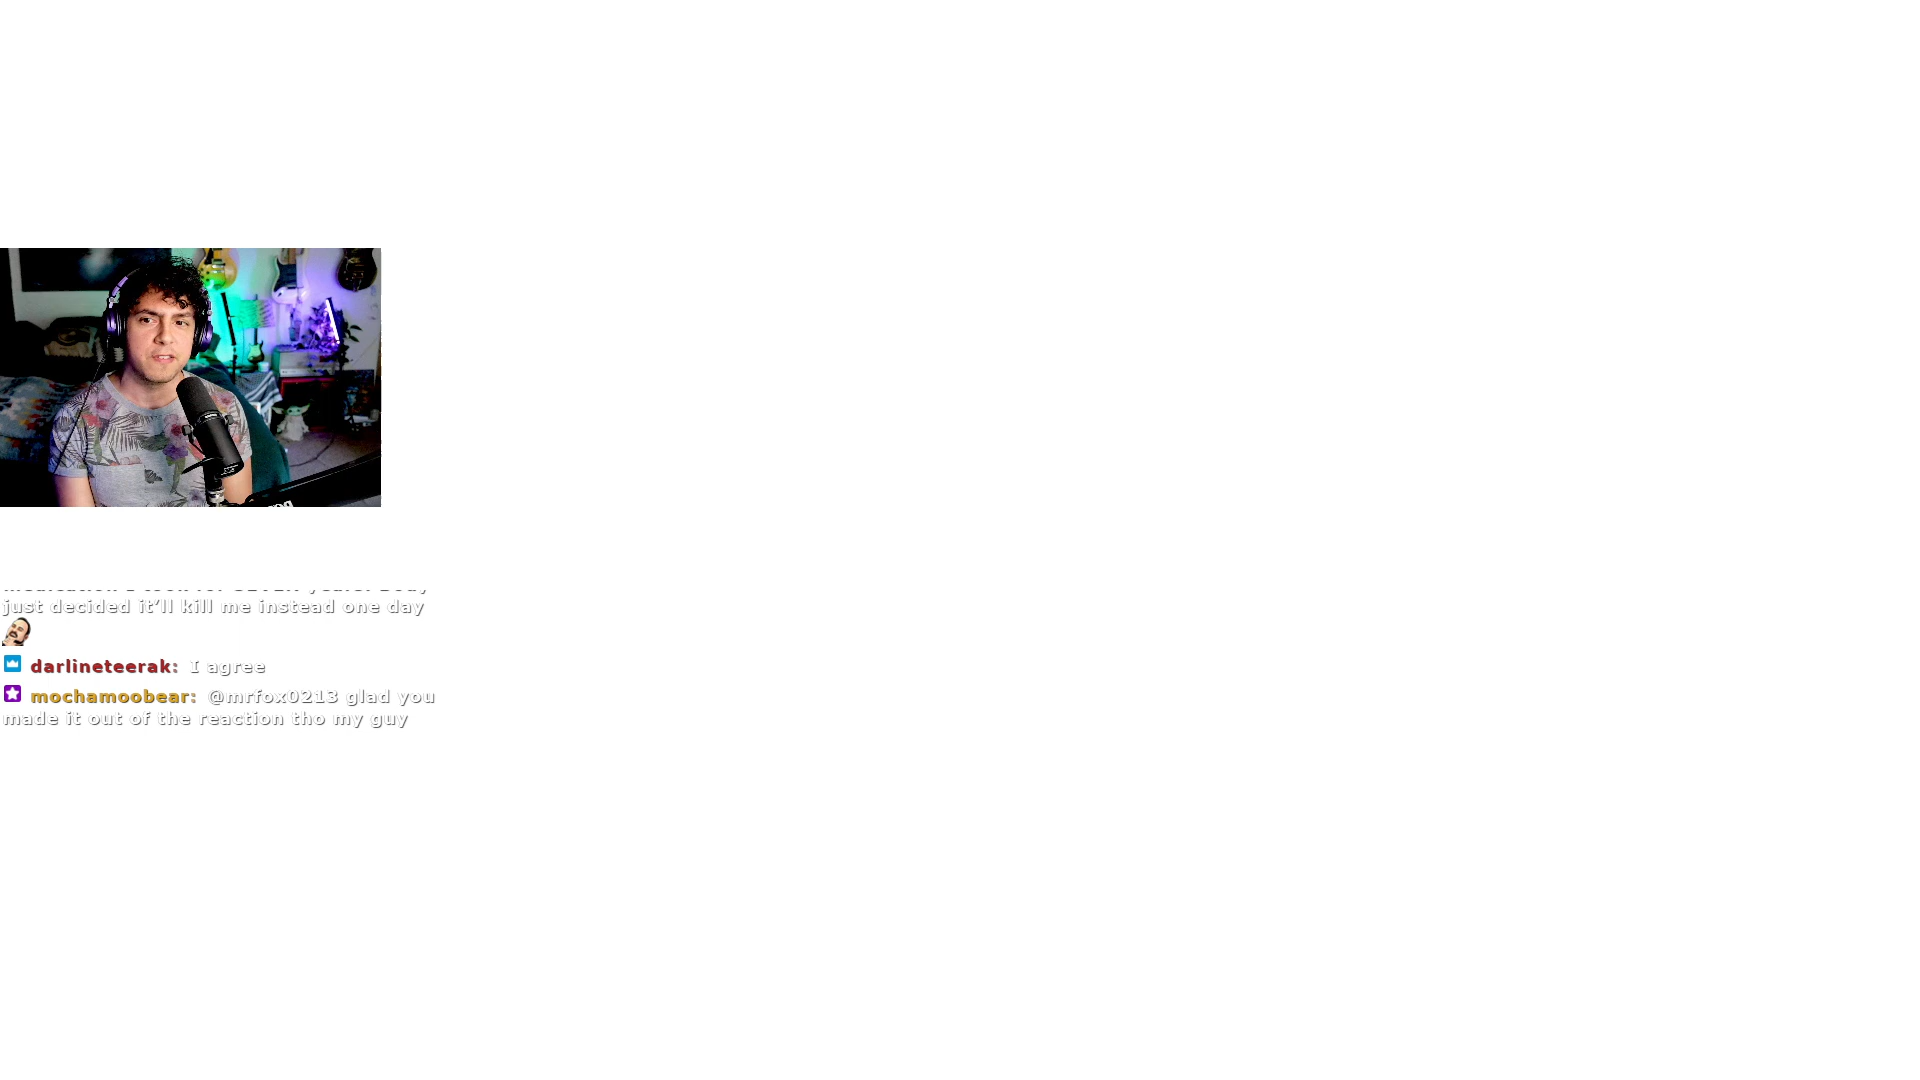 just decided it’ll kill me instead one day
darlineteerak: I agree
mochamoobear: @mrfox0213 glad you
made it out of the reaction tho my guy